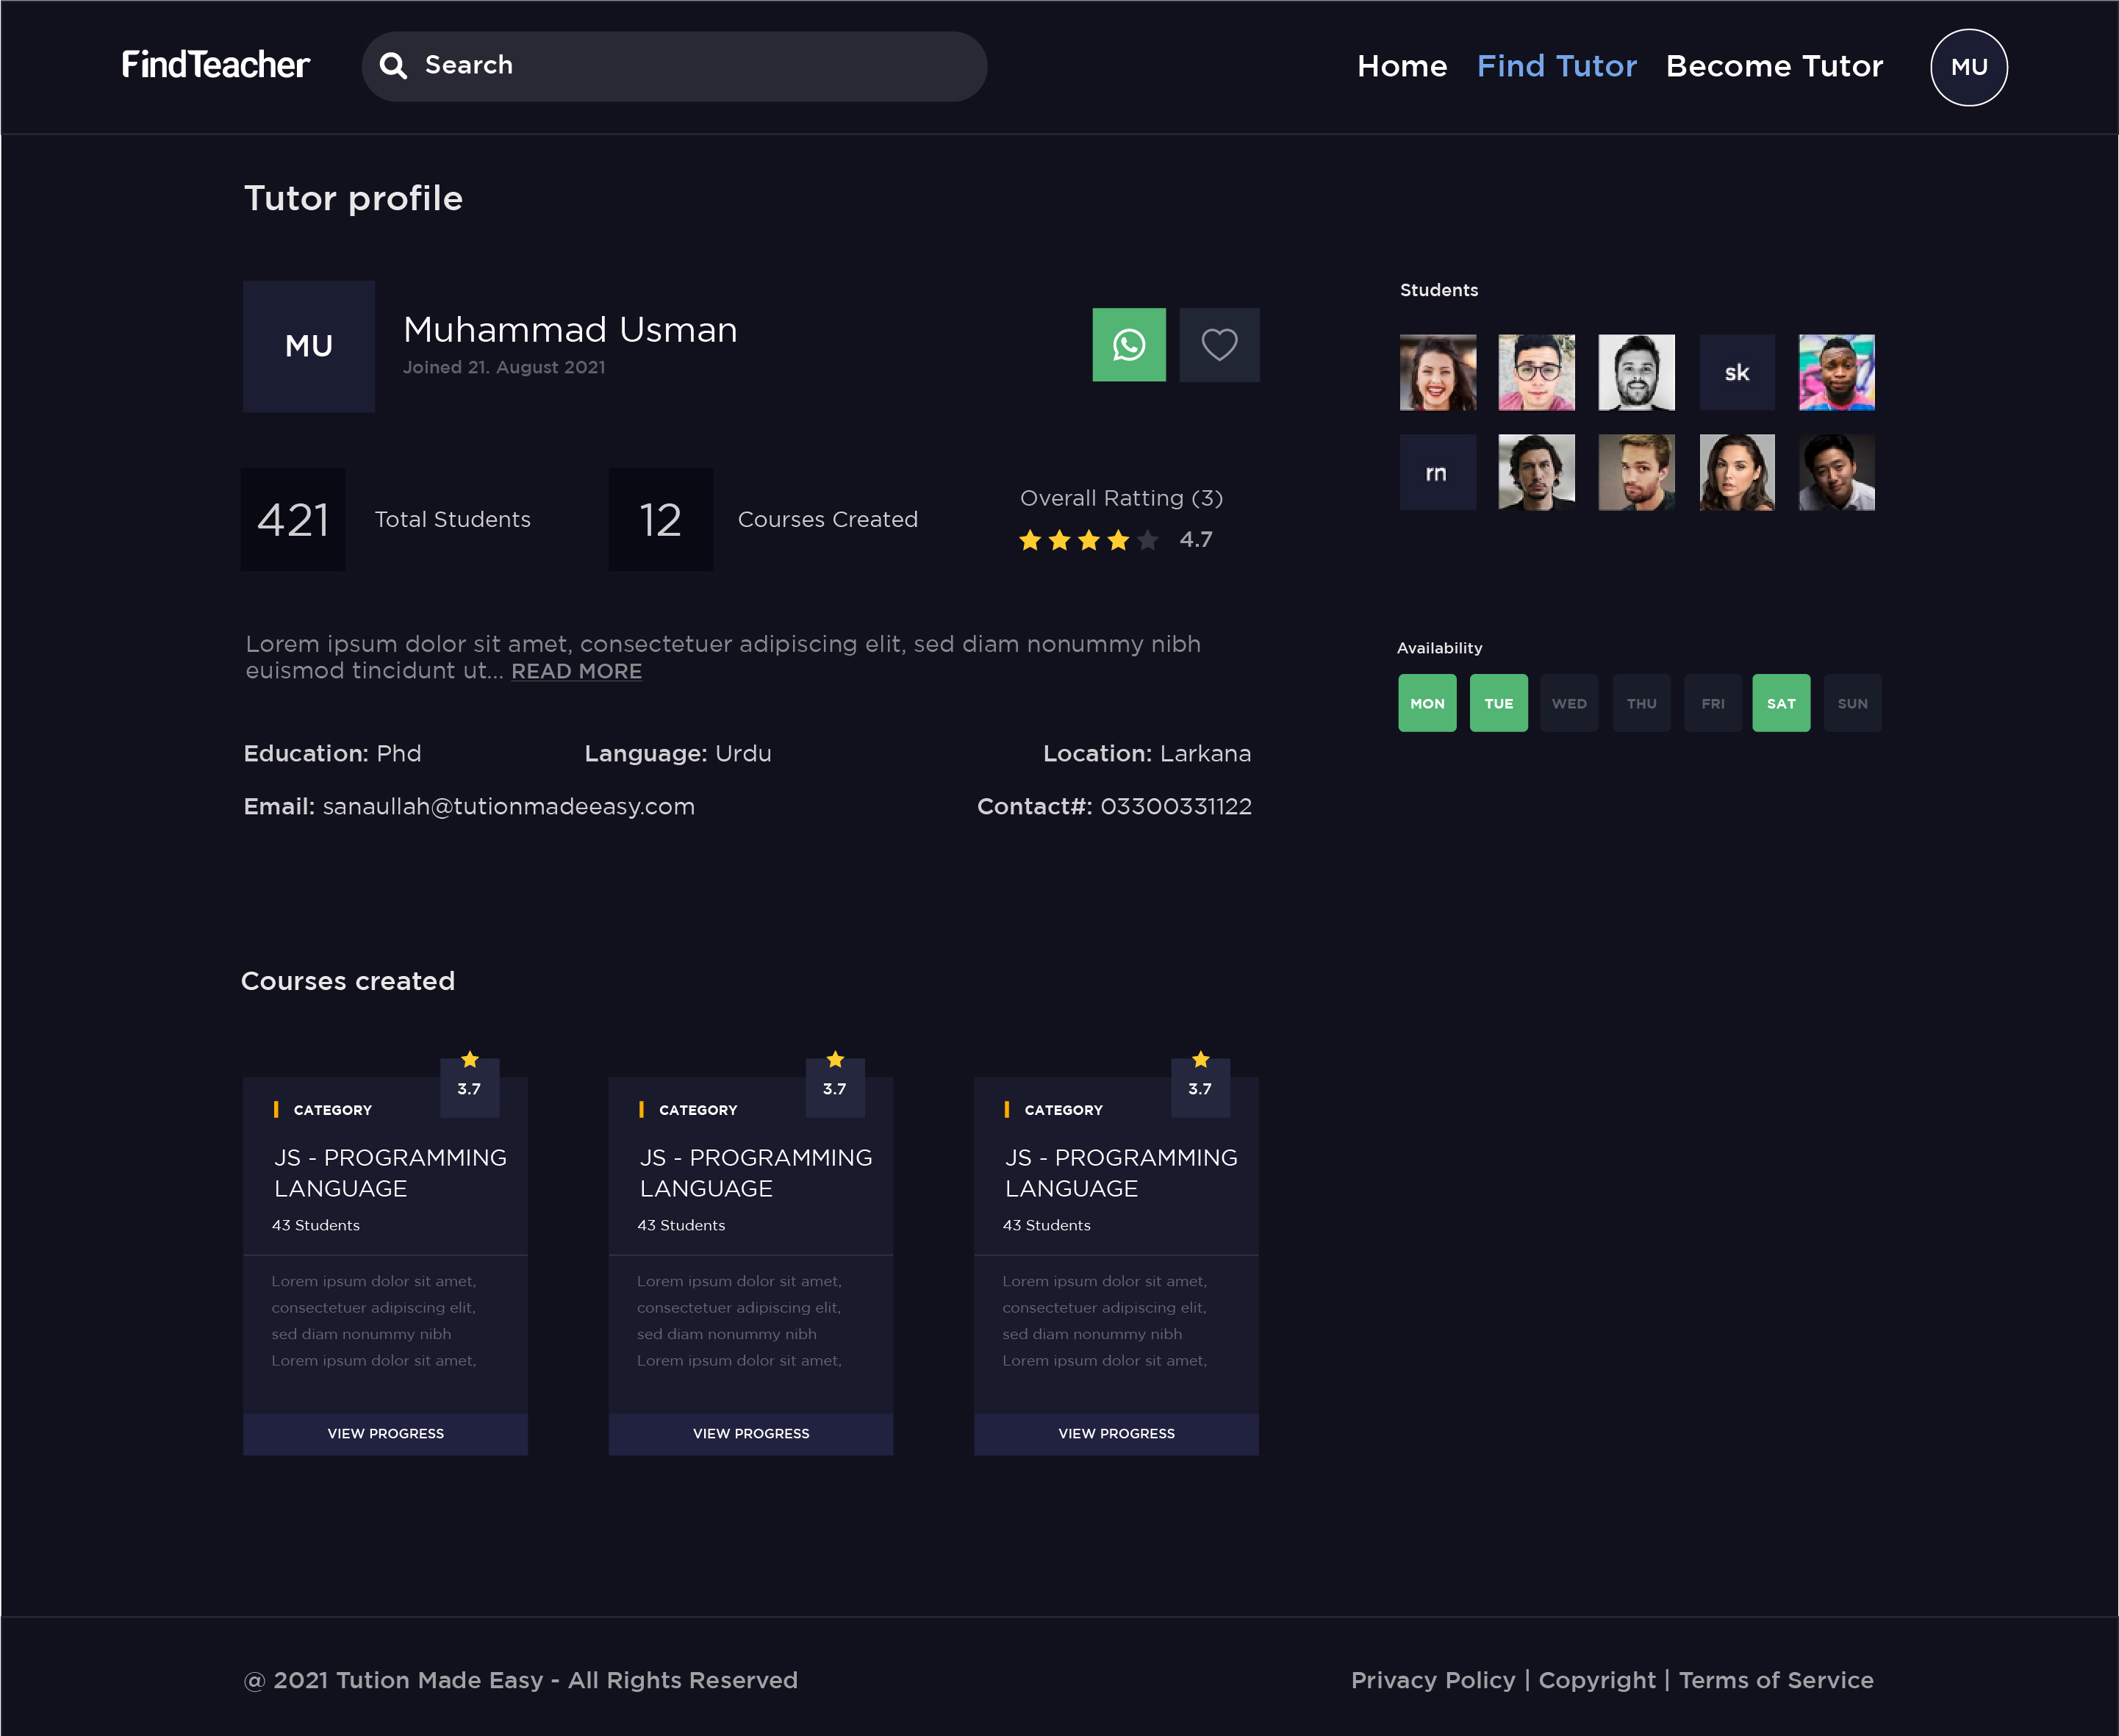 FindTeacher
Search
Home
Find Tutor
Become Tutor
MU
Tutor profile
MU
Muhammad Usman
Joined 21. August 2021
421
Total Students
12
Courses Created
Overall Ratting (3)
4.7
Lorem ipsum dolor sit amet, consectetuer adipiscing elit, sed diam nonummy nibh
euismod tincidunt ut... READ MORE
Education: Phd
Language: Urdu
Location: Larkana
Email: sanaullah@tutionmadeeasy.com
Contact#: 03300331122
Students
sk
rn
Availability
MON
TUE
WED
THU
FRI
SAT
SUN
Courses created
3.7
CATEGORY
JS - PROGRAMMING
LANGUAGE
43 Students
Lorem ipsum dolor sit amet,
consectetuer adipiscing elit,
sed diam nonummy nibh
Lorem ipsum dolor sit amet,
VIEW PROGRESS
3.7
CATEGORY
JS - PROGRAMMING
LANGUAGE
43 Students
Lorem ipsum dolor sit amet,
consectetuer adipiscing elit,
sed diam nonummy nibh
Lorem ipsum dolor sit amet,
VIEW PROGRESS
3.7
CATEGORY
JS - PROGRAMMING
LANGUAGE
43 Students
Lorem ipsum dolor sit amet,
consectetuer adipiscing elit,
sed diam nonummy nibh
Lorem ipsum dolor sit amet,
VIEW PROGRESS
@ 2021 Tution Made Easy - All Rights Reserved
Privacy Policy | Copyright | Terms of Service